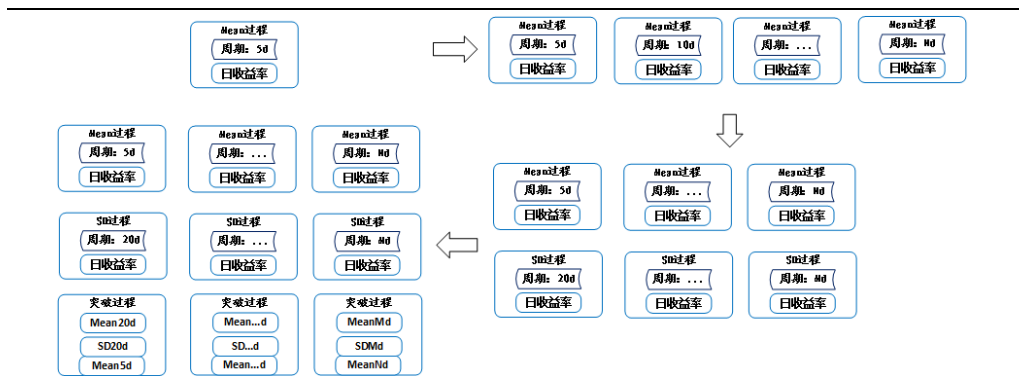 Mean过程
周期: 5d
日收益率
Mean过程
周期: 5d
日收益率
Mean过程
周期: 10d
日收益率
Mean过程
周期: ...
日收益率
Mean过程
周期: Nd
日收益率
Mean过程
周期: 5d
日收益率
Mean过程
周期: ...
日收益率
Mean过程
周期: Nd
日收益率
SD过程
周期: 20d
日收益率
SD过程
周期: ...
日收益率
SD过程
周期: Md
日收益率
Mean过程
周期: 5d
日收益率
Mean过程
周期: ...
日收益率
Mean过程
周期: Nd
日收益率
SD过程
周期: 20d
日收益率
SD过程
周期: ...
日收益率
SD过程
周期: Md
日收益率
突破过程
Mean20d
SD20d
Mean5d
突破过程
Mean...d
SD...d
Mean...d
突破过程
MeanMd
SDMd
MeanNd